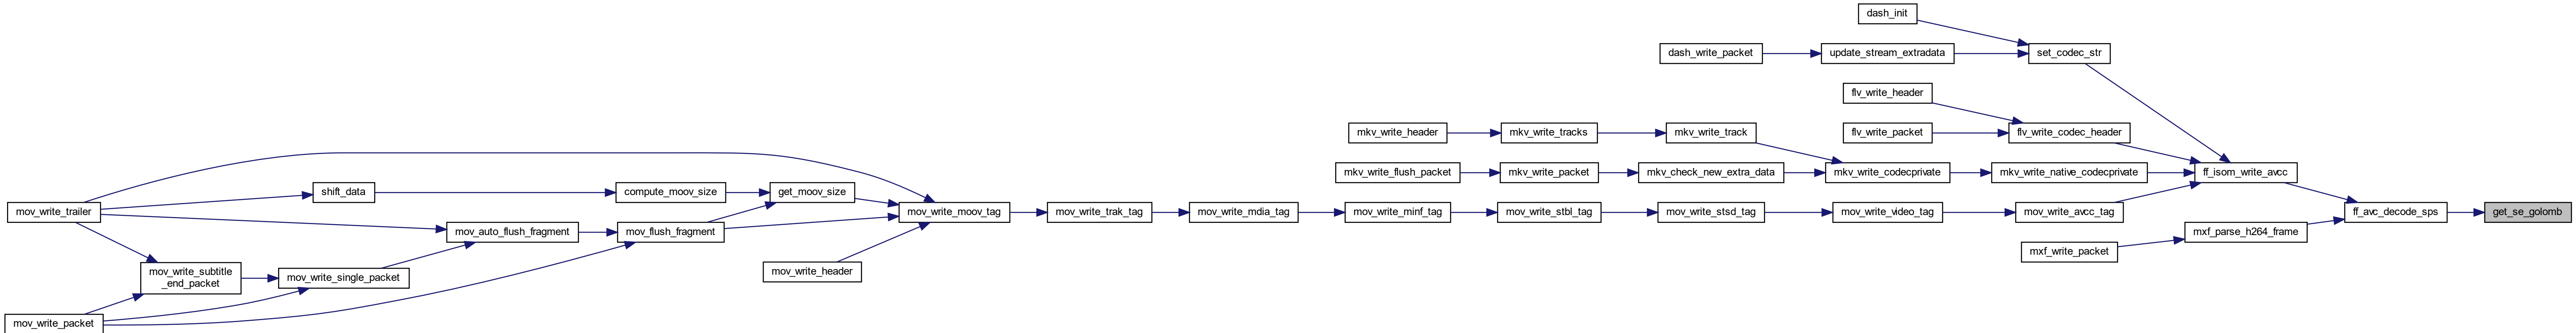 dash_init
dash_write_packet
update_stream_extradata
set_codec_str
flv_write_header
mkv_write_header
mkv_write_tracks
mkv_write_track
flv_write_packet
flv_write_codec_header
mkv_write_flush_packet
mkv_write_packet
mkv_check_new_extra_data
mkv_write_codecprivate
mkv_write_native_codecprivate
ff_isom_write_avcc
shift_data
compute_moov_size
get_moov_size
mov_write_trailer
mov_write_moov_tag
mov_write_trak_tag
mov_write_mdia_tag
mov_write_minf_tag
mov_write_stbl_tag
mov_write_stsd_tag
mov_write_video_tag
mov_write_avcc_tag
ff_avc_decode_sps
get_se_golomb
mov_auto_flush_fragment
mov_flush_fragment
mxf_parse_h264_frame
mxf_write_packet
mov_write_subtitle
_end_packet
mov_write_single_packet
mov_write_header
mov_write_packet